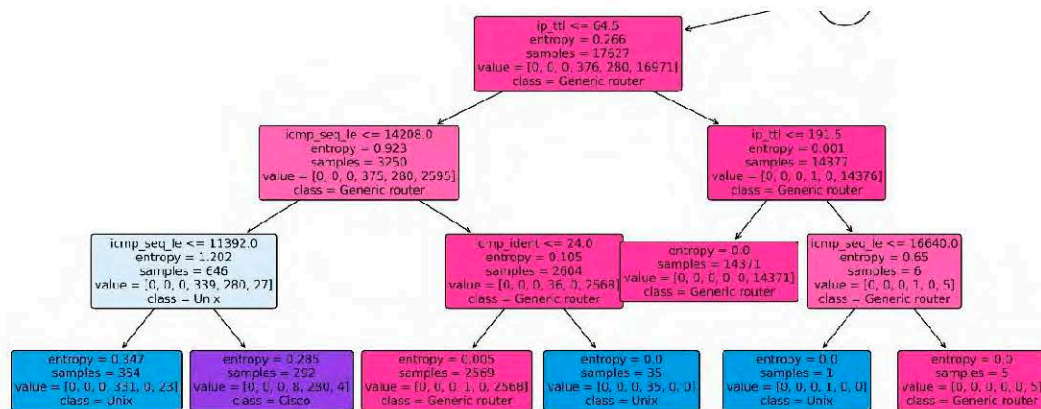 ip_ttl <= 64.5
entropy = 0.266
samples = 17627
value = [0, 0, 0, 376, 280, 16971]
class = Generic router
icmp_seq_le <= 14208.0
entropy = 0.923
samples = 3250
value = [0, 0, 0, 375, 280, 2595]
class = Generic router
ip_ttl <= 191.5
entropy = 0.001
samples = 14377
value = [0, 0, 0, 1, 0, 14376]
class = Generic router
icmp_seq_le <= 11392.0
entropy = 1.202
samples = 646
value = [0, 0, 0, 339, 280, 27]
class = Unix
icmp_ident <= 24.0
entropy = 0.105
samples = 2604
value = [0, 0, 0, 36, 0, 2568]
class = Generic router
entropy = 0.0
samples = 14371
value = [0, 0, 0, 0, 0, 14371]
class = Generic router
icmp_seq_le <= 16640.0
entropy = 0.65
samples = 6
value = [0, 0, 0, 1, 0, 5]
class = Generic router
entropy = 0.347
samples = 354
value = [0, 0, 0, 331, 0, 23]
class = Unix
entropy = 0.285
samples = 292
value = [0, 0, 0, 8, 280, 4]
class = Cisco
entropy = 0.005
samples = 2569
value = [0, 0, 0, 1, 0, 2568]
class = Generic router
entropy = 0.0
samples = 35
value = [0, 0, 0, 35, 0, 0]
class = Unix
entropy = 0.0
samples = 1
value = [0, 0, 0, 1, 0, 0]
class = Unix
entropy = 0.0
samples = 5
value = [0, 0, 0, 0, 0, 5]
class = Generic router